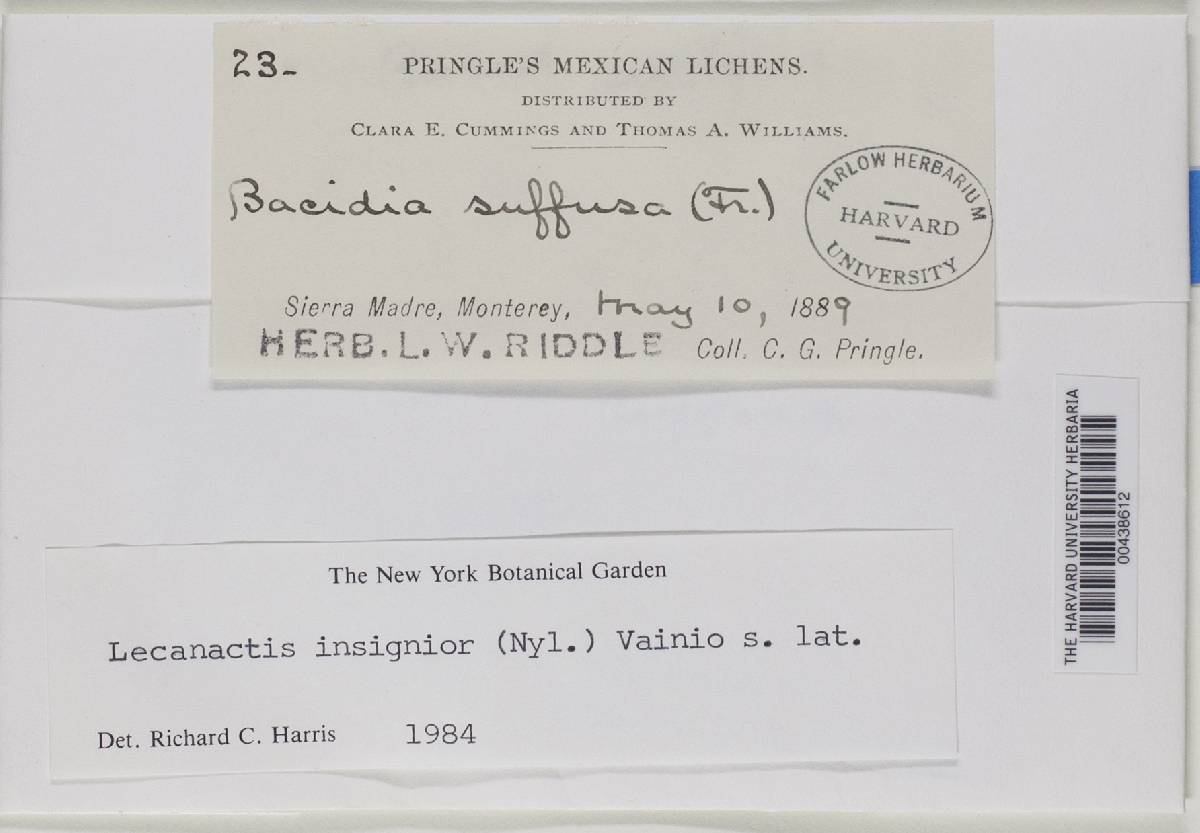 23-
PRINGLE'S MEXICAN LICHENS.
DISTRIBUTED BY
CLARA E. CUMMINGS AND THOMAS A. WILLIAMS.
Bacidia suffusa (Fr.)
FARLOW HERBARIUM
HARVARD
UNIVERSITY
Sierra Madre, Monterey, May 10, 1889
HERB. L. W. RIDDLE Coll. C. G. Pringle.
THE HARVARD UNIVERSITY HERBARIA
00438612
The New York Botanical Garden
Lecanactis insignior (Nyl.) Vainio s. lat.
Det. Richard C. Harris 1984